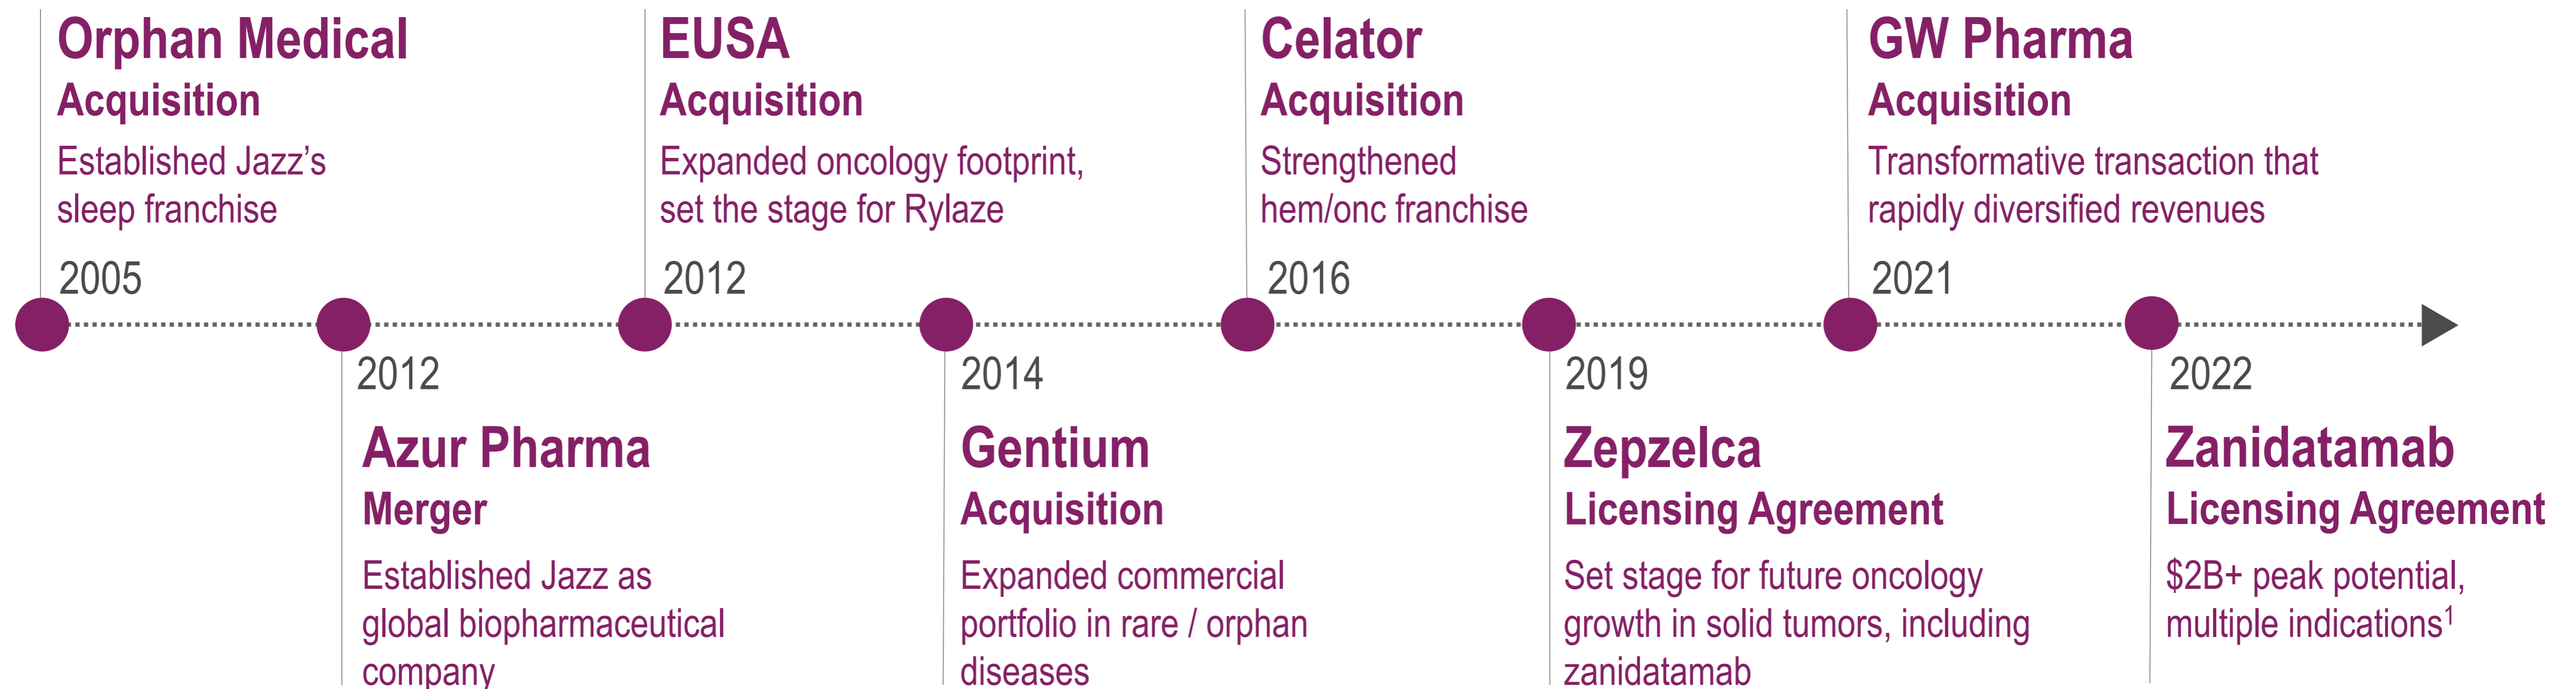 Orphan Medical
Acquisition
Established Jazz’s
sleep franchise
2005
2012
Azur Pharma
Merger
Established Jazz as
global biopharmaceutical
company
EUSA
Acquisition
Expanded oncology footprint,
set the stage for Rylaze
2012
2014
Gentium
Acquisition
Expanded commercial
portfolio in rare / orphan
diseases
Celator
Acquisition
Strengthened
hem/onc franchise
2016
2019
Zepzelca
Licensing Agreement
Set stage for future oncology
growth in solid tumors, including
zanidatamab
GW Pharma
Acquisition
Transformative transaction that
rapidly diversified revenues
2021
2022
Zanidatamab
Licensing Agreement
$2B+ peak potential,
multiple indications¹